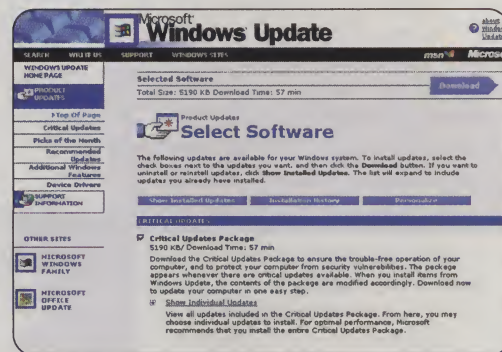 Microsoft
Windows Update
about
Windows
Update
SEARCH WRITE US SUPPORT WINDOWS SITES
msn Microso
WINDOWS UPDATE
HOME PAGE
PRODUCT
UPDATES
Top Of Page
Critical Updates
Picks of the Month
Recommended
Updates
Additional Windows
Features
Device Drivers
SUPPORT
INFORMATION
OTHER SITES
MICROSOFT
WINDOWS
FAMILY
MICROSOFT
OFFICE
UPDATE
Selected Software
Total Size: 5190 KB Download Time: 57 min
Download
Product Updates
Select Software
The following updates are available for your Windows system. To install updates, select the
check boxes next to the updates you want, and then click the Download button. If you want to
uninstall or reinstall updates, click Show Installed Updates. The list will expand to include
updates you already have installed.
Show Installed Updates Installation History Personalize
CRITICAL UPDATES
Critical Updates Package
5190 KB/ Download Time: 57 min
Download the Critical Updates Package to ensure the trouble-free operation of your
computer, and to protect your computer from security vulnerabilities. The package
appears whenever there are critical updates available. When you install items from
Windows Update, the contents of the package are modified accordingly. Download now
to update your computer in one easy step.
Show Individual Updates
View all updates included in the Critical Updates Package. From here, you may
choose individual updates to install. For optimal performance, Microsoft
recommends that you install the entire Critical Updates Package.